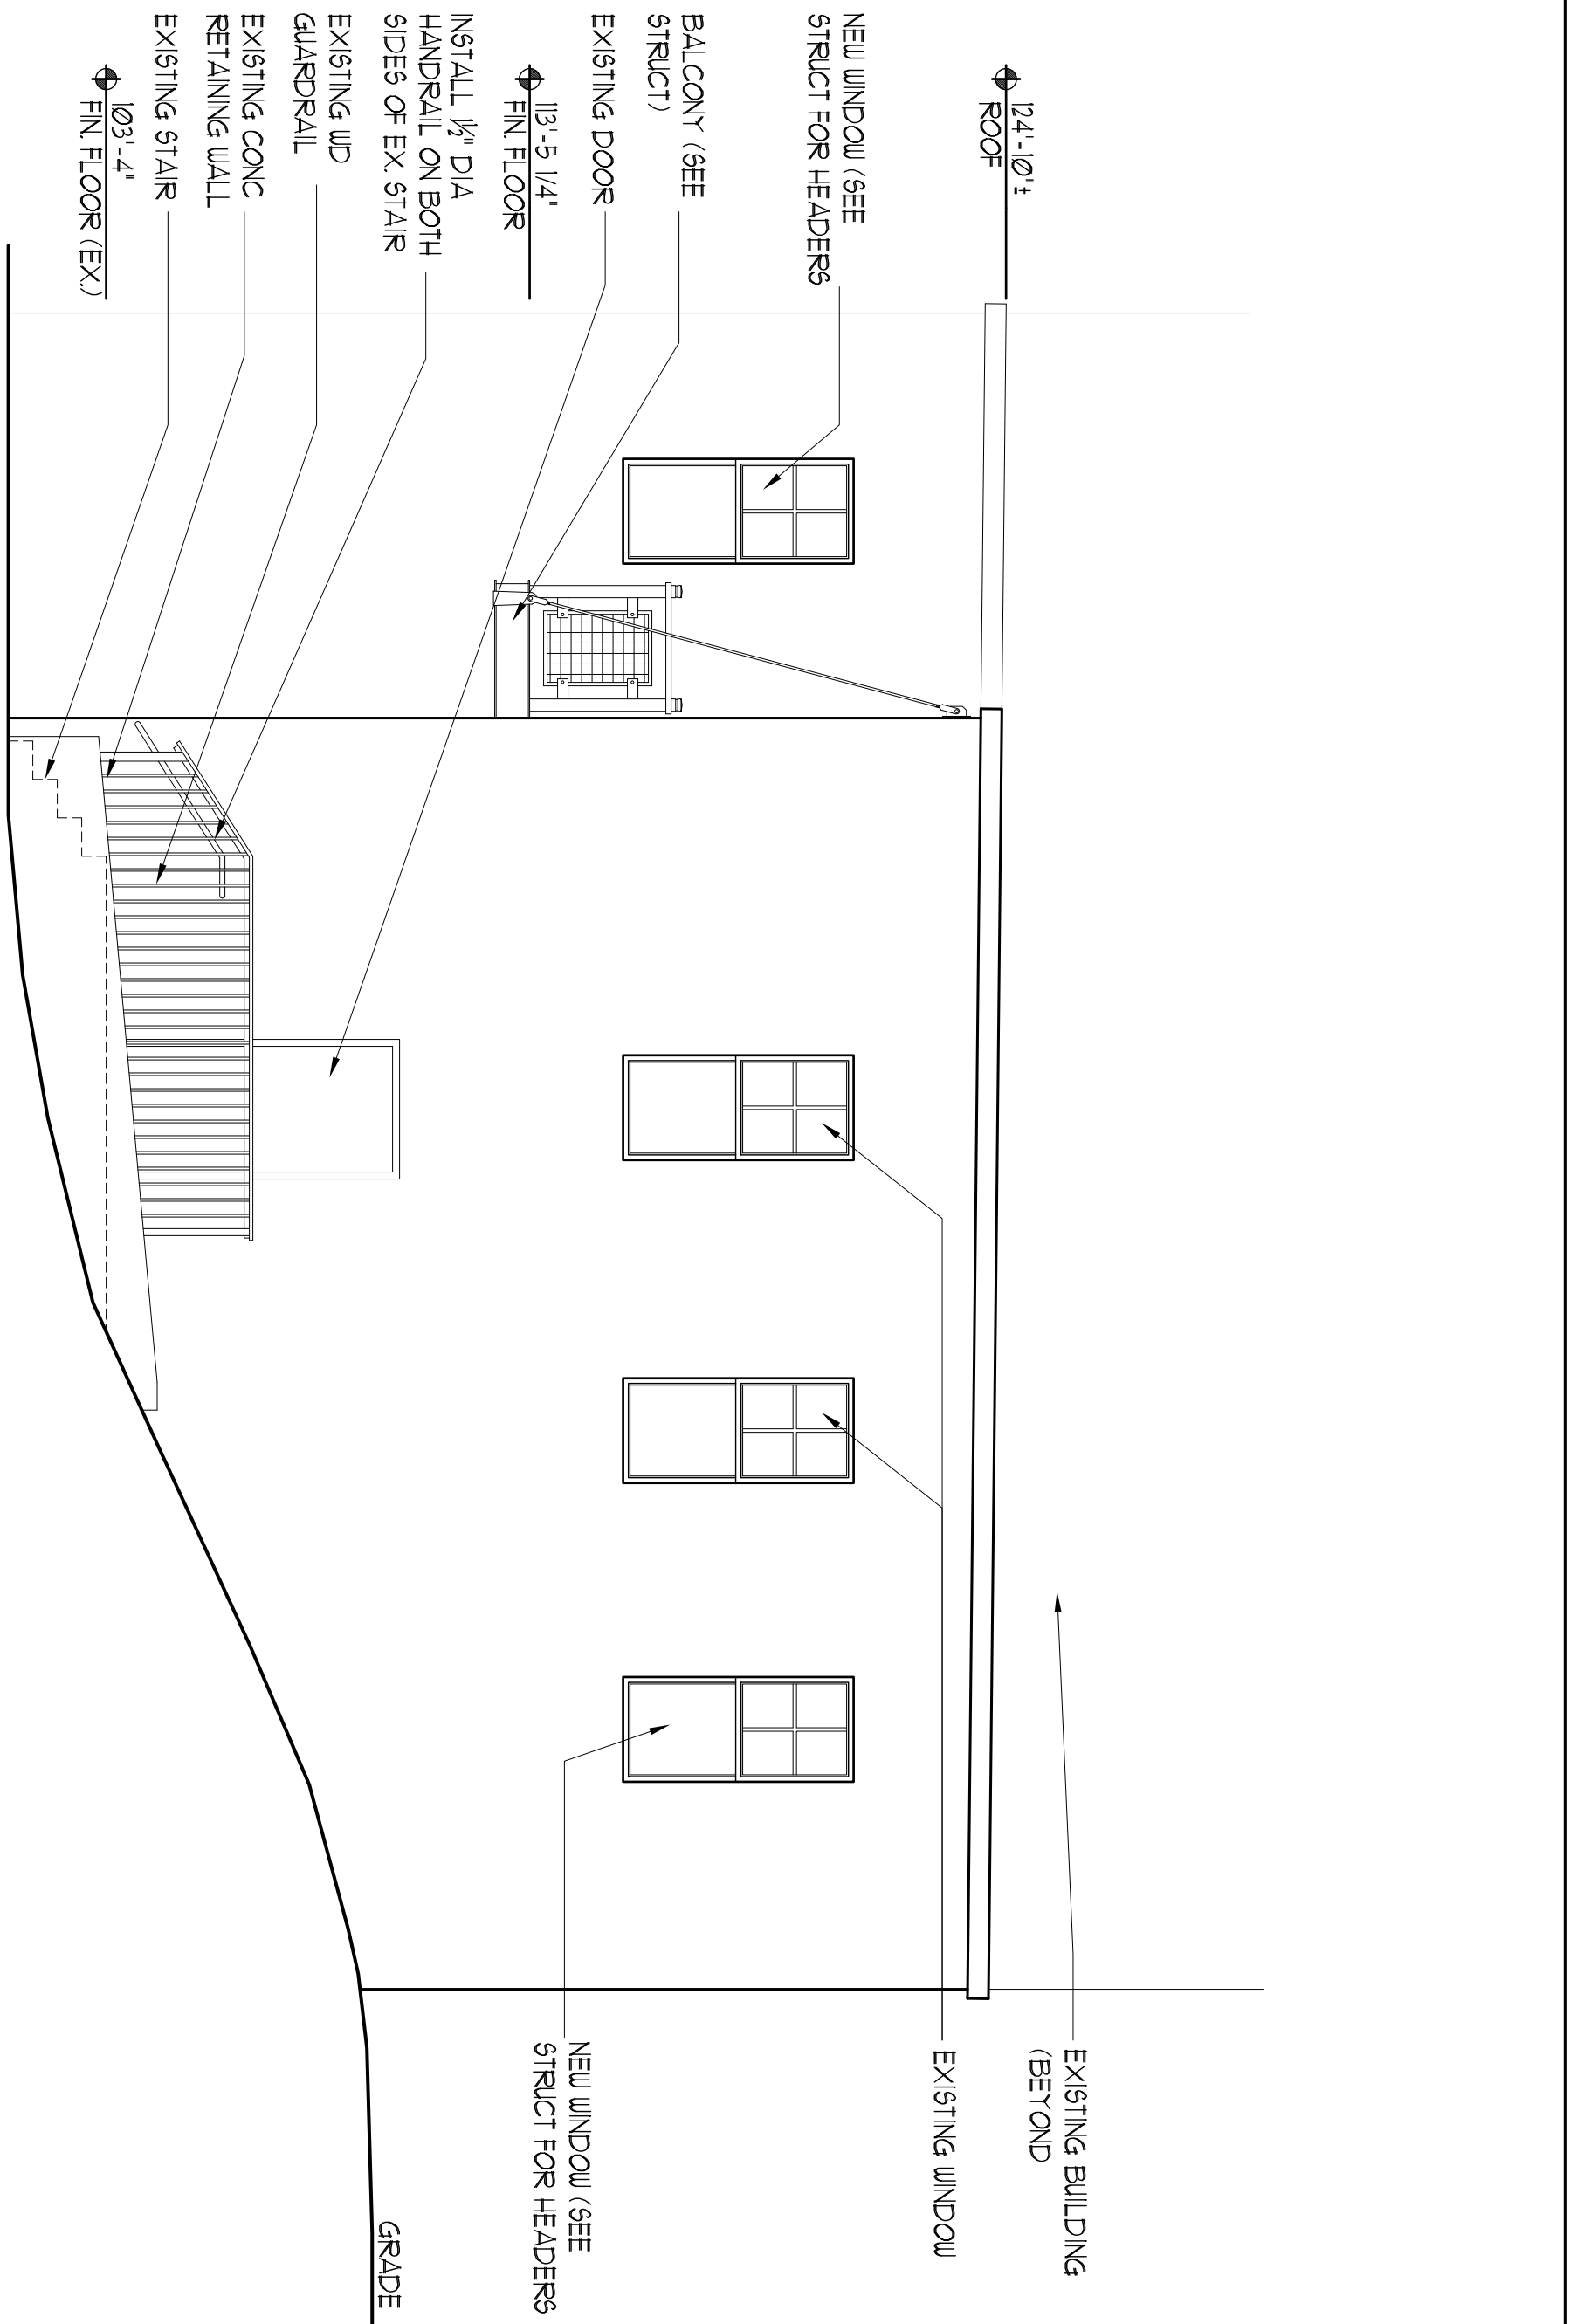 124'-10"±
ROOF
NEW WINDOW (SEE
STRUCT FOR HEADERS
BALCONY (SEE
STRUCT)
EXISTING DOOR
113'-5 1/4"
FIN. FLOOR
INSTALL 1½" DIA
HANDRAIL ON BOTH
SIDES OF EX. STAIR
EXISTING WD
GUARDRAIL
EXISTING CONC
RETAINING WALL
EXISTING STAIR
103'-4"
FIN. FLOOR (EX.)
EXISTING BUILDING
(BEYOND
EXISTING WINDOW
NEW WINDOW (SEE
STRUCT FOR HEADERS
GRADE